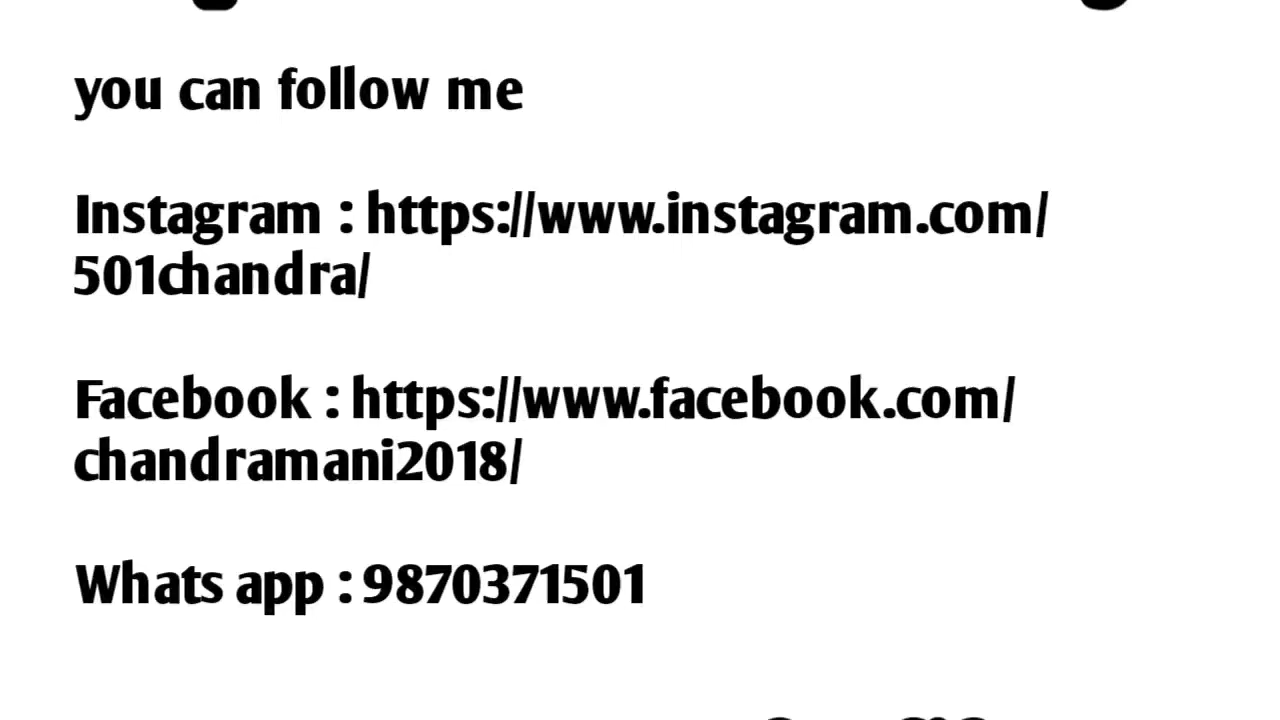 you can follow me
Instagram : https://www.instagram.com/
501chandra/
Facebook : https://www.facebook.com/
chandramani2018/
Whats app : 9870371501